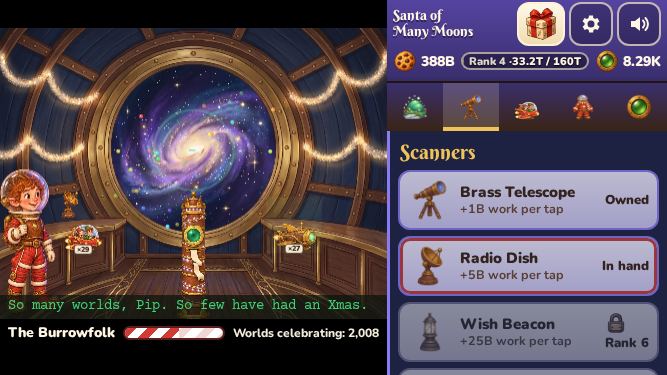 Santa of
Many Moons
388B
Rank 4 ·33.2T / 160T
8.29K
Scanners
Brass Telescope
+1B work per tap
Owned
Radio Dish
+5B work per tap
In hand
Wish Beacon
+25B work per tap
Rank 6
×29
×27
So many worlds, Pip. So few have had an Xmas.
The Burrowfolk
Worlds celebrating: 2,008